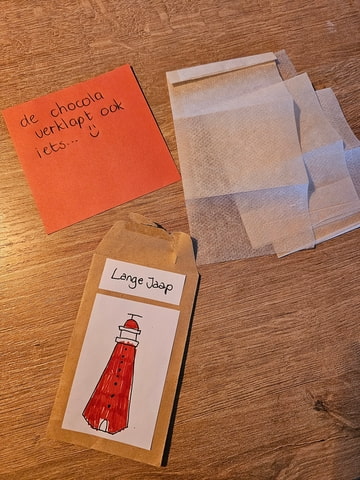 de chocola
verklapt ook
iets... :)
Lange Jaap